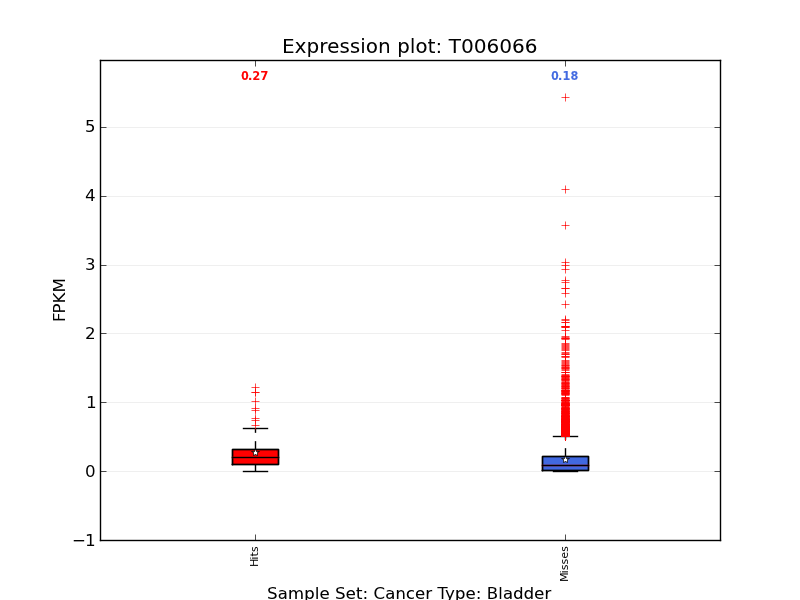 Expression plot: T006066
0.27
0.18
5
4
3
2
1
0
−1
FPKM
Hits
Misses
Sample Set: Cancer Type: Bladder